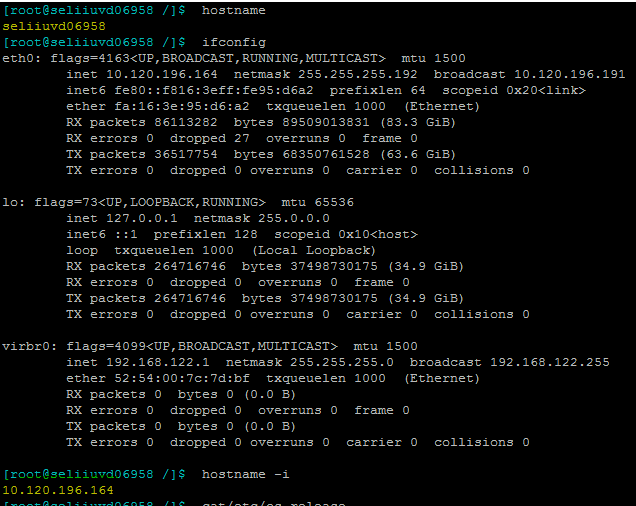 [root@seliiuvd06958 /]$ hostname
seliiuvd06958
[root@seliiuvd06958 /]$ ifconfig
eth0: flags=4163<UP,BROADCAST,RUNNING,MULTICAST> mtu 1500
inet 10.120.196.164 netmask 255.255.255.192 broadcast 10.120.196.191
inet6 fe80::f816:3eff:fe95:d6a2 prefixlen 64 scopeid 0x20<link>
ether fa:16:3e:95:d6:a2 txqueuelen 1000 (Ethernet)
RX packets 86113282 bytes 89509013831 (83.3 GiB)
RX errors 0 dropped 27 overruns 0 frame 0
TX packets 36517754 bytes 68350761528 (63.6 GiB)
TX errors 0 dropped 0 overruns 0 carrier 0 collisions 0
lo: flags=73<UP,LOOPBACK,RUNNING> mtu 65536
inet 127.0.0.1 netmask 255.0.0.0
inet6 ::1 prefixlen 128 scopeid 0x10<host>
loop txqueuelen 1000 (Local Loopback)
RX packets 264716746 bytes 37498730175 (34.9 GiB)
RX errors 0 dropped 0 overruns 0 frame 0
TX packets 264716746 bytes 37498730175 (34.9 GiB)
TX errors 0 dropped 0 overruns 0 carrier 0 collisions 0
virbr0: flags=4099<UP,BROADCAST,MULTICAST> mtu 1500
inet 192.168.122.1 netmask 255.255.255.0 broadcast 192.168.122.255
ether 52:54:00:7c:7d:bf txqueuelen 1000 (Ethernet)
RX packets 0 bytes 0 (0.0 B)
RX errors 0 dropped 0 overruns 0 frame 0
TX packets 0 bytes 0 (0.0 B)
TX errors 0 dropped 0 overruns 0 carrier 0 collisions 0
[root@seliiuvd06958 /]$ hostname -i
10.120.196.164
[root@seliiuvd06958 /]$